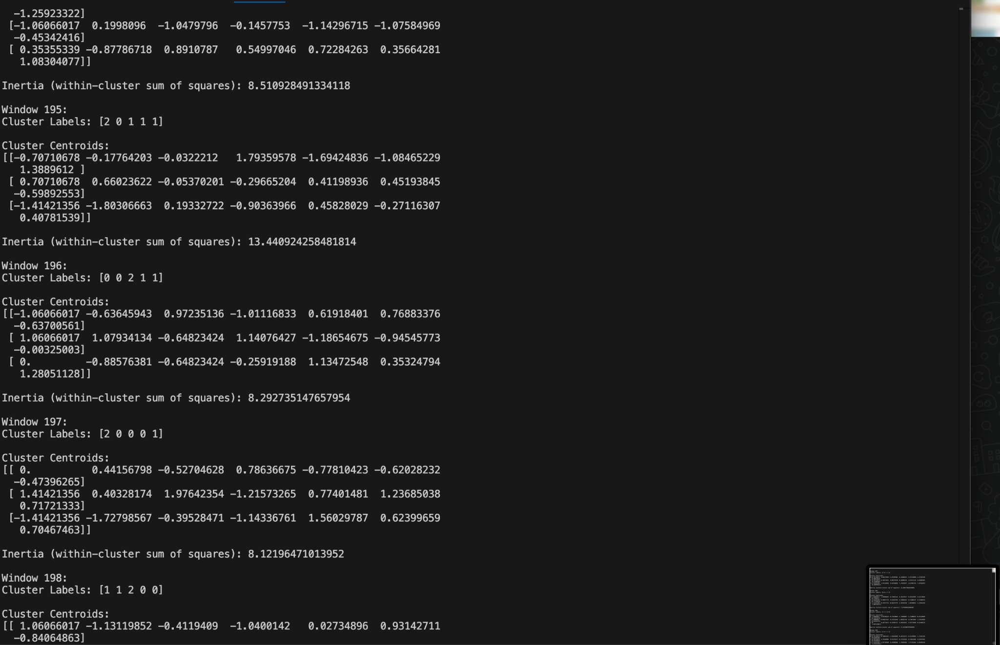 -1.25923322]
[-1.06066017 0.1998096 -1.0479796 -0.1457753 -1.14296715 -1.07584969
-0.45342416]
[ 0.35355339 -0.87786718 0.8910787 0.54997046 0.72284263 0.35664281
1.08304077]]
Inertia (within-cluster sum of squares): 8.510928491334118
Window 195:
Cluster Labels: [2 0 1 1 1]
Cluster Centroids:
[[-0.70710678 -0.17764203 -0.0322212 1.79359578 -1.69424836 -1.08465229
1.3889612 ]
[ 0.70710678 0.66023622 -0.05370201 -0.29665204 0.41198936 0.45193845
-0.59892553]
[-1.41421356 -1.80306663 0.19332722 -0.90363966 0.45828029 -0.27116307
0.40781539]]
Inertia (within-cluster sum of squares): 13.440924258481814
Window 196:
Cluster Labels: [0 0 2 1 1]
Cluster Centroids:
[[-1.06066017 -0.63645943 0.97235136 -1.01116833 0.61918401 0.76883376
-0.63700561]
[ 1.06066017 1.07934134 -0.64823424 1.14076427 -1.18654675 -0.94545773
-0.00325003]
[ 0. -0.88576381 -0.64823424 -0.25919188 1.13472548 0.35324794
1.28051128]]
Inertia (within-cluster sum of squares): 8.292735147657954
Window 197:
Cluster Labels: [2 0 0 0 1]
Cluster Centroids:
[[ 0. 0.44156798 -0.52704628 0.78636675 -0.77810423 -0.62028232
-0.47396265]
[ 1.41421356 0.40328174 1.97642354 -1.21573265 0.77401481 1.23685038
0.71721333]
[-1.41421356 -1.72798567 -0.39528471 -1.14336761 1.56029787 0.62399659
0.70467463]]
Inertia (within-cluster sum of squares): 8.12196471013952
Window 198:
Cluster Labels: [1 1 2 0 0]
Cluster Centroids:
[[ 1.06066017 -1.13119852 -0.4119409 -1.0400142 0.02734896 0.93142711
-0.84064863]